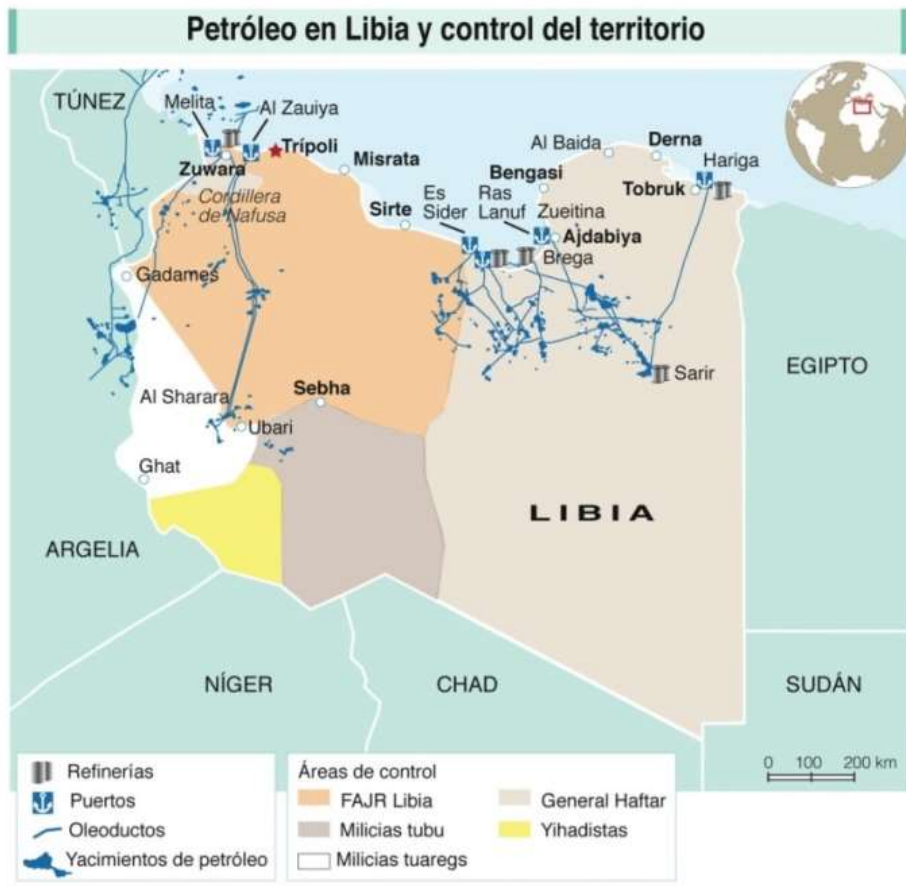 Petróleo en Libia y control del territorio
TÚNEZ
Melita
Al Zauiya
Trípoli
Zuwara
Misrata
Cordillera
de Nafusa
Sirte
Es
Sider
Ras
Lanuf
Bengasi
Al Baida
Derna
Hariga
Tobruk
Zueitina
Ajdabiya
Brega
Gadames
Sarir
EGIPTO
Al Sharara
Sebha
Ubari
Ghat
LIBIA
ARGELIA
NÍGER
CHAD
SUDÁN
0 100 200 km
Refinerías
Puertos
Oleoductos
Yacimientos de petróleo
Áreas de control
FAJR Libia
General Haftar
Milicias tubu
Yihadistas
Milicias tuaregs